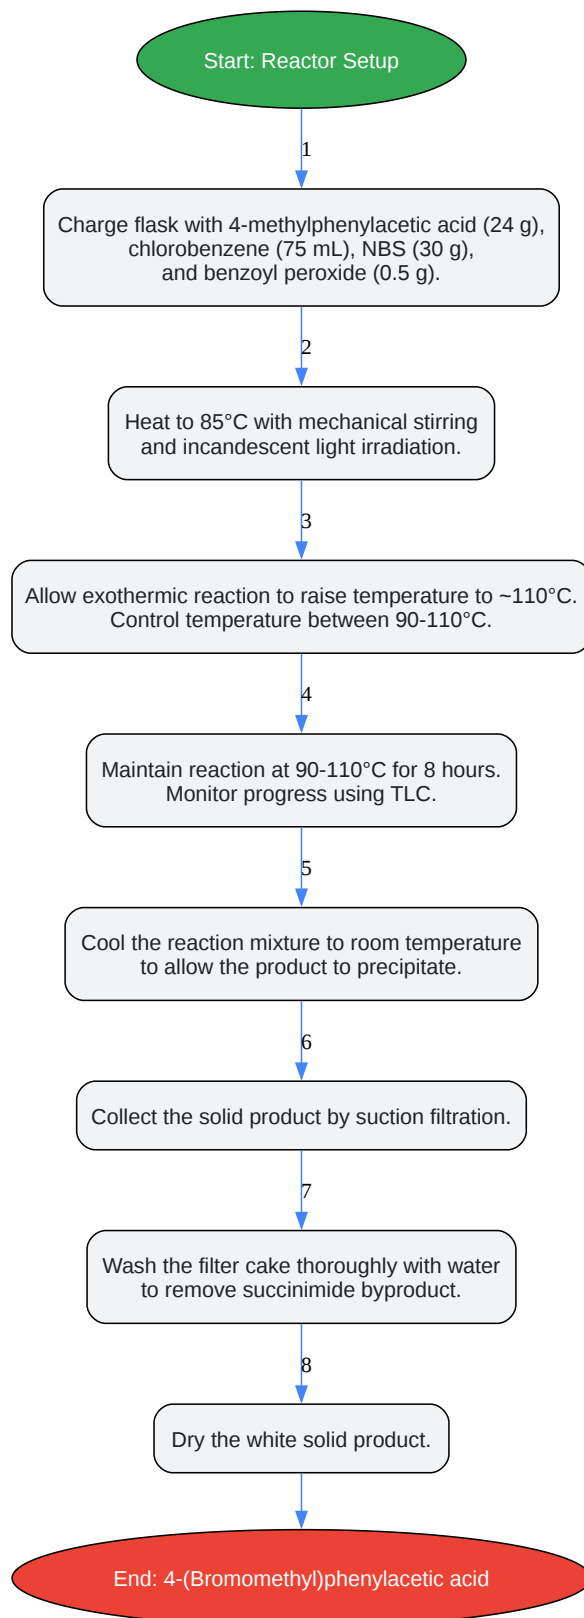 Start: Reactor Setup
1
Charge flask with 4-methylphenylacetic acid (24 g),
chlorobenzene (75 mL), NBS (30 g),
and benzoyl peroxide (0.5 g).
2
Heat to 85°C with mechanical stirring
and incandescent light irradiation.
3
Allow exothermic reaction to raise temperature to ~110°C.
Control temperature between 90-110°C.
4
Maintain reaction at 90-110°C for 8 hours.
Monitor progress using TLC.
5
Cool the reaction mixture to room temperature
to allow the product to precipitate.
6
Collect the solid product by suction filtration.
7
Wash the filter cake thoroughly with water
to remove succinimide byproduct.
8
Dry the white solid product.
End: 4-(Bromomethyl)phenylacetic acid